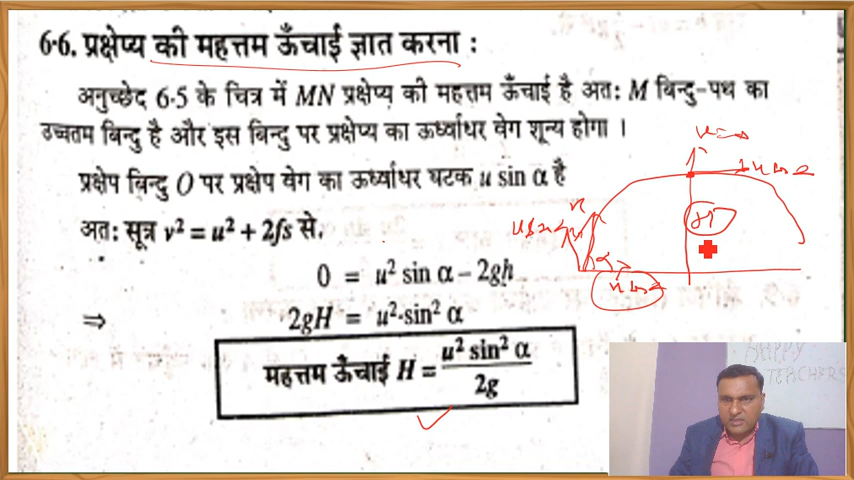 6·6. प्रक्षेप्य की महत्तम ऊँचाई ज्ञात करना :
अनुच्छेद 6·5 के चित्र में MN प्रक्षेप्य की महत्तम ऊँचाई है अत: M बिन्दु-पथ का
उच्चतम बिन्दु है और इस बिन्दु पर प्रक्षेप्य का ऊर्ध्वाधर वेग शून्य होगा ।
प्रक्षेप बिन्दु O पर प्रक्षेप वेग का ऊर्ध्वाधर घटक u sin α है
अत: सूत्र v² = u² + 2fs से,
0 = u² sin α – 2gh
⇒ 2gH = u²·sin² α
महत्तम ऊँचाई H = u² sin² α / 2g
HAPPY
TEACHERS